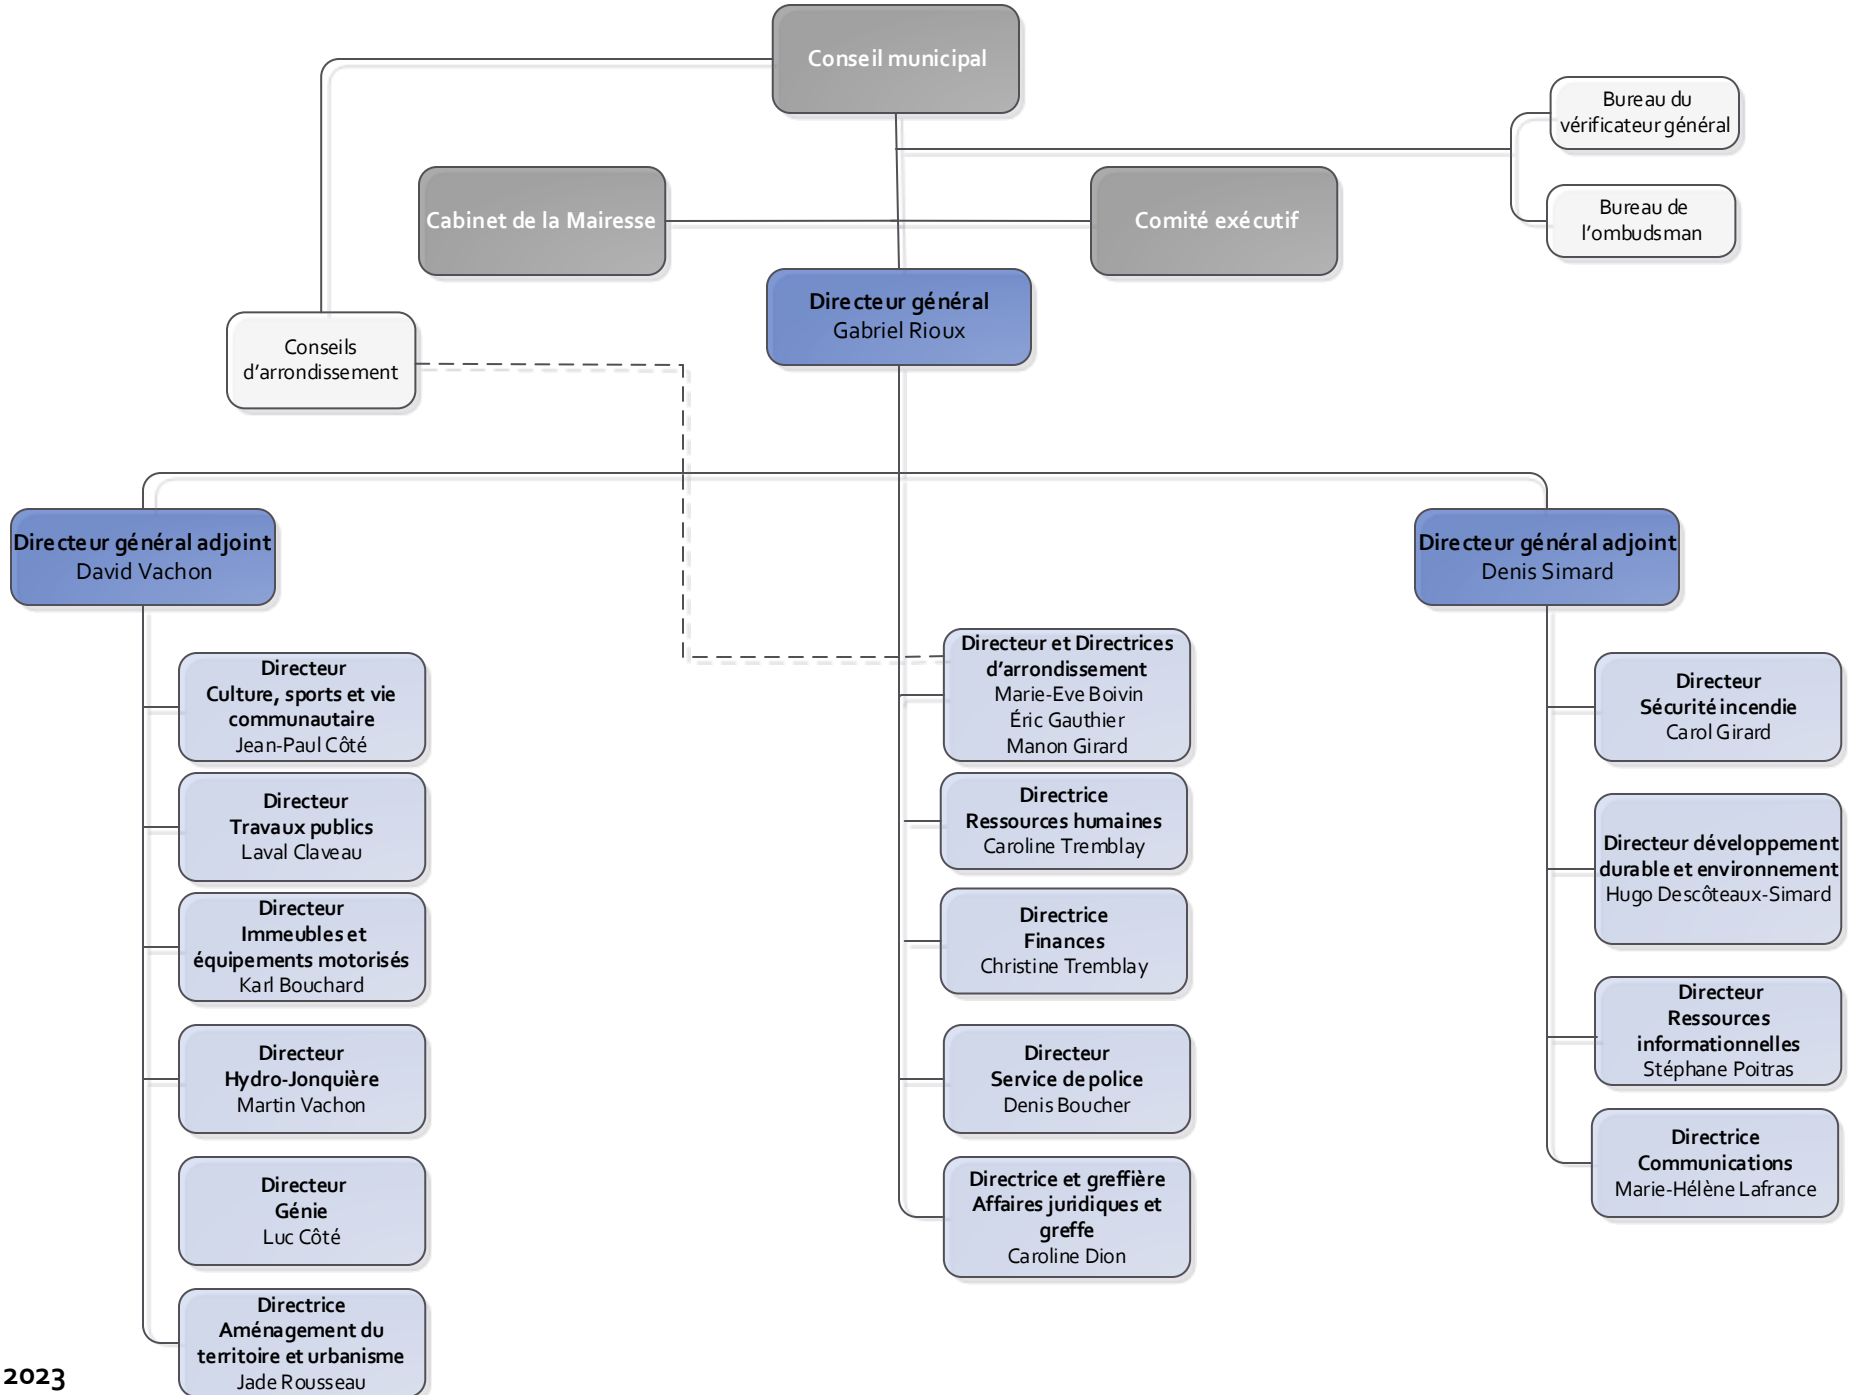 Conseil municipal
Bureau du
vérificateur général
Cabinet de la Mairesse
Comité exécutif
Bureau de
l'ombudsman
Directeur général
Gabriel Rioux
Conseils
d'arrondissement
Directeur général adjoint
David Vachon
Directeur général adjoint
Denis Simard
Directeur
Culture, sports et vie
communautaire
Jean-Paul Côté
Directeur
Travaux publics
Laval Claveau
Directeur
Immeubles et
équipements motorisés
Karl Bouchard
Directeur
Hydro-Jonquière
Martin Vachon
Directeur
Génie
Luc Côté
Directrice
Aménagement du
territoire et urbanisme
Jade Rousseau
Directeur et Directrices
d'arrondissement
Marie-Eve Boivin
Éric Gauthier
Manon Girard
Directrice
Ressources humaines
Caroline Tremblay
Directrice
Finances
Christine Tremblay
Directeur
Service de police
Denis Boucher
Directrice et greffière
Affaires juridiques et
greffe
Caroline Dion
Directeur
Sécurité incendie
Carol Girard
Directeur développement
durable et environnement
Hugo Descôteaux-Simard
Directeur
Ressources
informationnelles
Stéphane Poitras
Directrice
Communications
Marie-Hélène Lafrance
2023